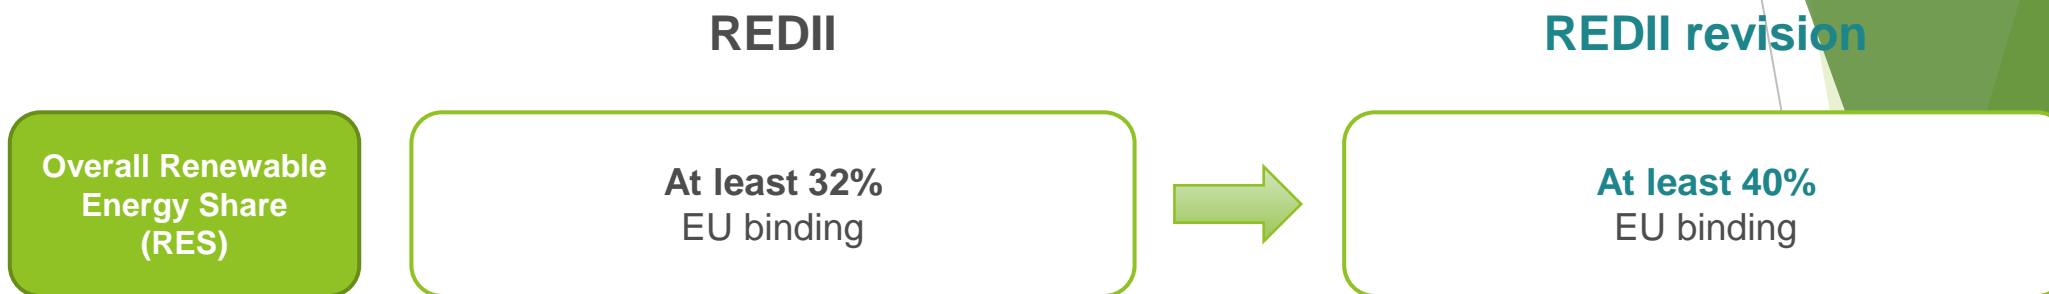 REDII
REDII revision
Overall Renewable
Energy Share
(RES)
At least 32%
EU binding
At least 40%
EU binding